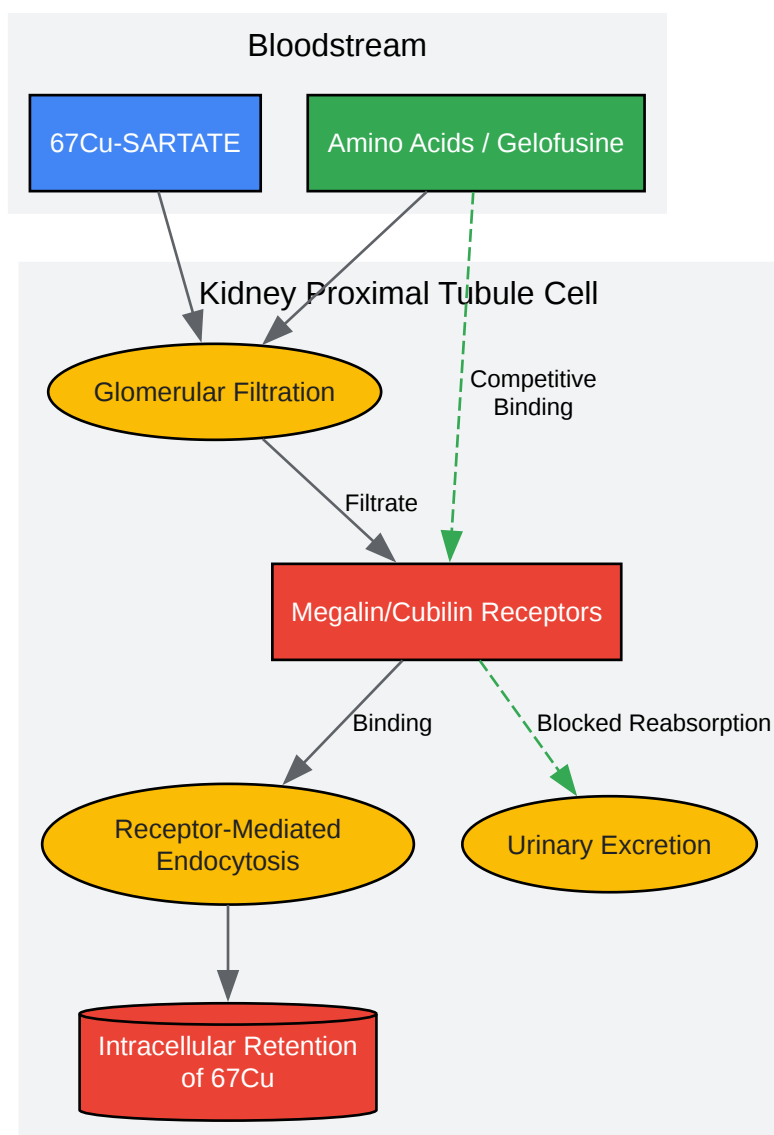 Bloodstream
67Cu-SARTATE
Amino Acids / Gelofusine
Kidney Proximal Tubule Cell
Glomerular Filtration
Competitive
Binding
Filtrate
Megalin/Cubilin Receptors
Binding
Blocked Reabsorption
Receptor-Mediated
Endocytosis
Urinary Excretion
Intracellular Retention
of 67Cu